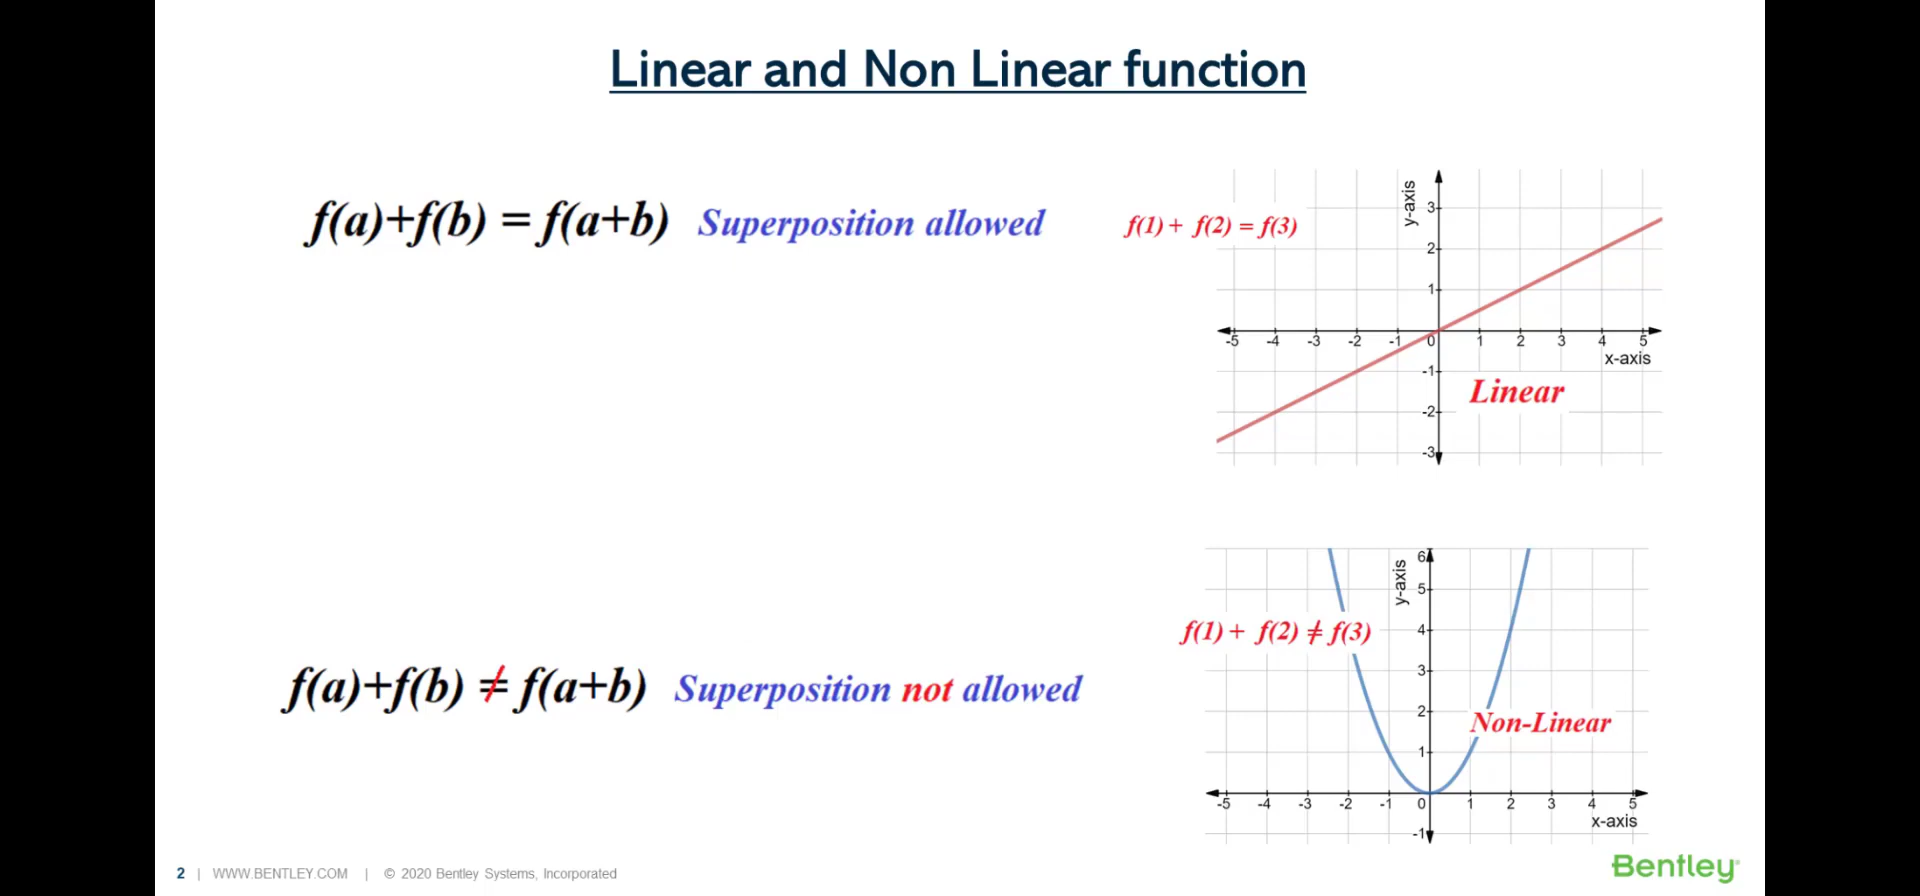 Linear and Non Linear function
f(a)+f(b) = f(a+b) Superposition allowed
f(1) + f(2) = f(3)
y-axis
3
2
1
-5 -4 -3 -2 -1 0 1 2 3 4 5
x-axis
-1
Linear
-2
-3
f(a)+f(b) ≠ f(a+b) Superposition not allowed
y-axis
6
5
f(1) + f(2) ≠ f(3)
4
3
2
Non-Linear
1
-5 -4 -3 -2 -1 0 1 2 3 4 5
x-axis
-1
2 | WWW.BENTLEY.COM | © 2020 Bentley Systems, Incorporated
Bentley